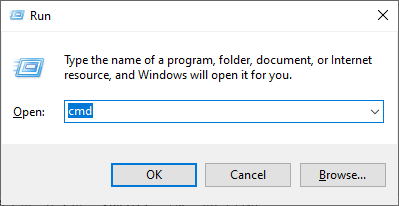 Run
Type the name of a program, folder, document, or Internet
resource, and Windows will open it for you.
Open: cmd
OK Cancel Browse...